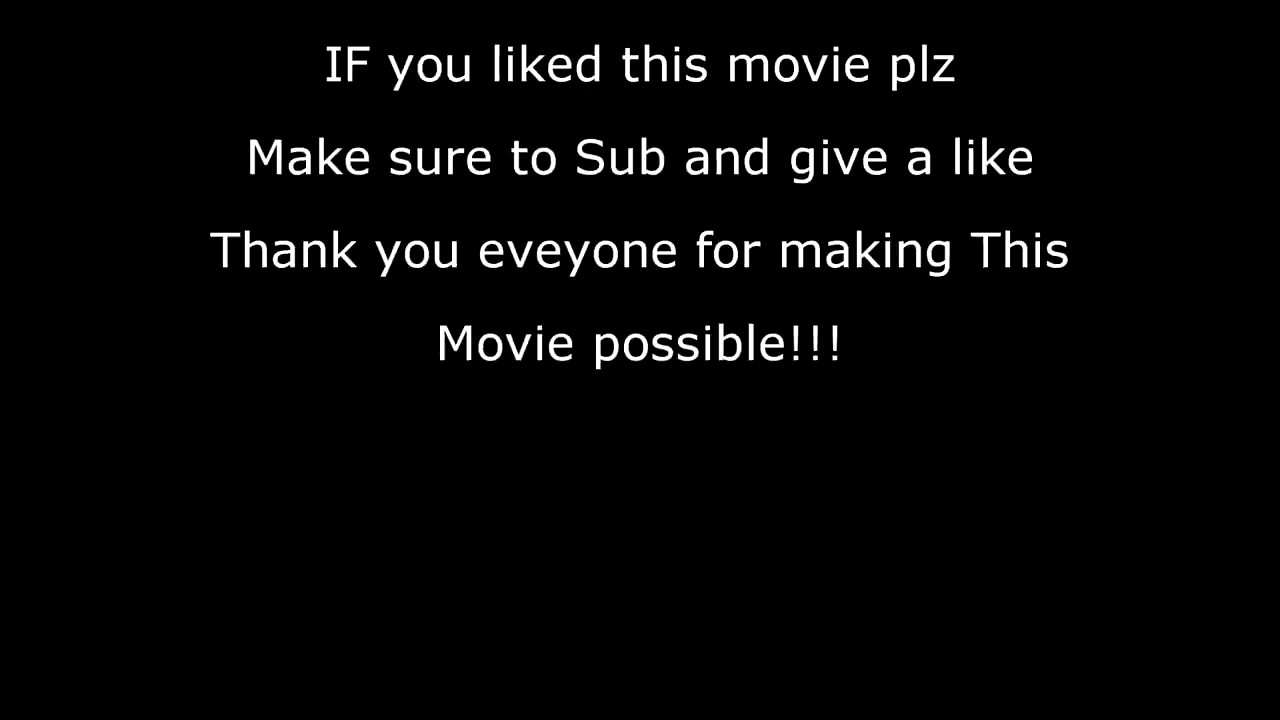 IF you liked this movie plz
Make sure to Sub and give a like
Thank you eveyone for making This
Movie possible!!!